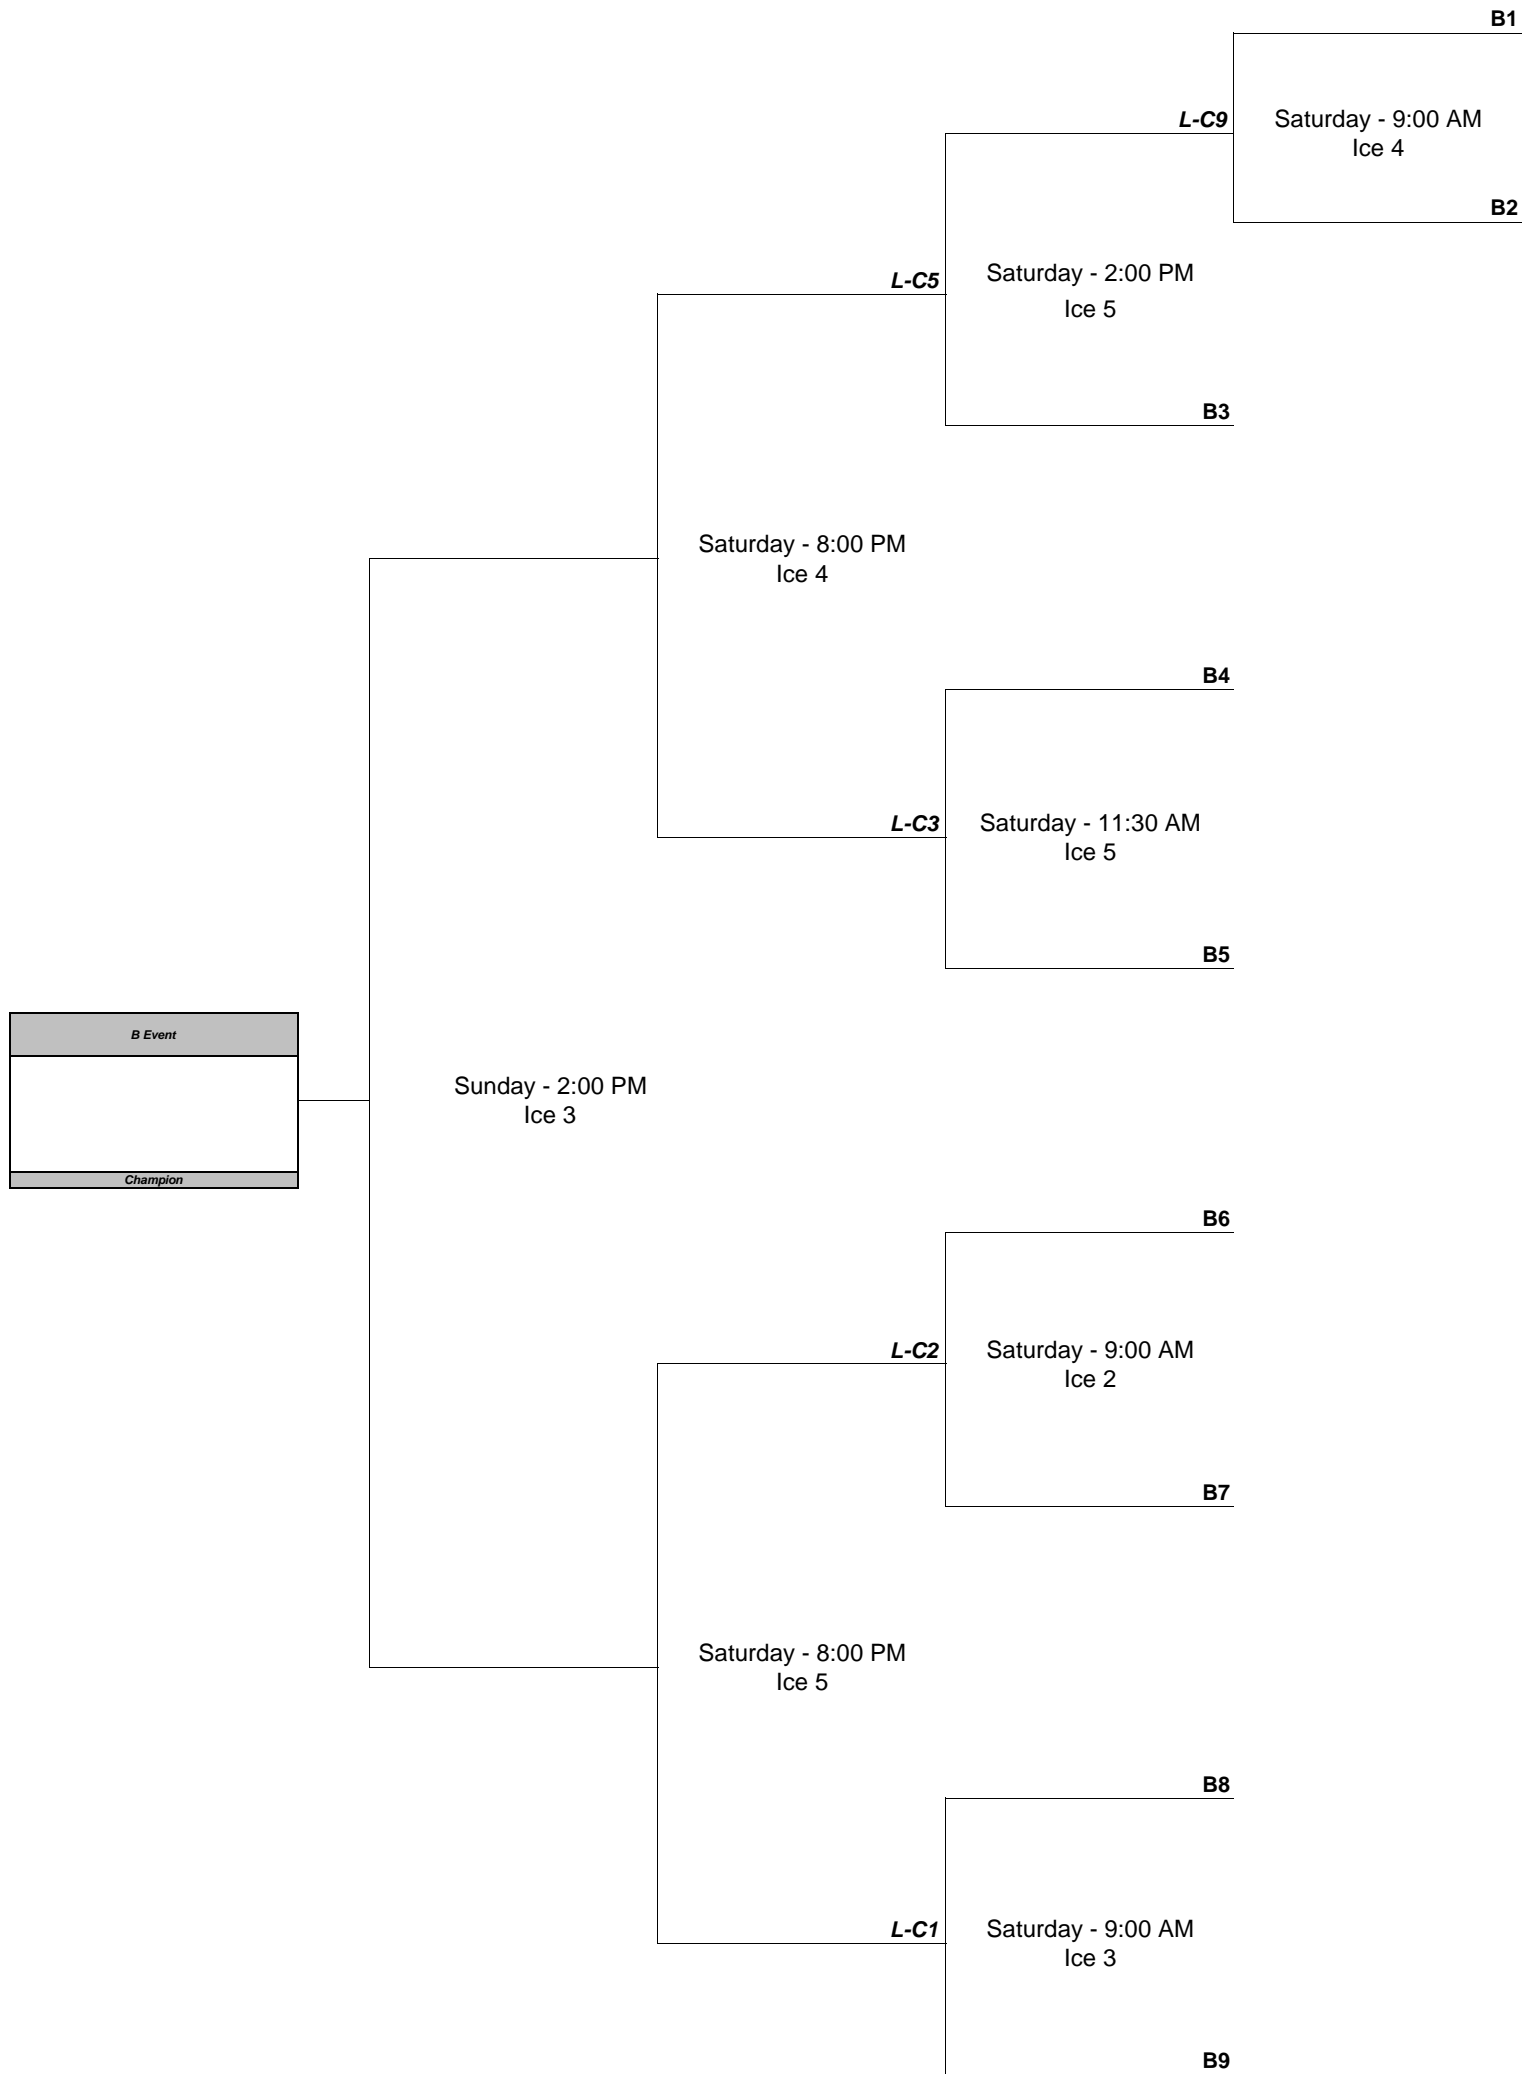 B1
L-C9
Saturday - 9:00 AM
Ice 4
B2
L-C5
Saturday - 2:00 PM
Ice 5
B3
Saturday - 8:00 PM
Ice 4
B4
L-C3
Saturday - 11:30 AM
Ice 5
B5
B Event
Sunday - 2:00 PM
Ice 3
Champion
B6
L-C2
Saturday - 9:00 AM
Ice 2
B7
Saturday - 8:00 PM
Ice 5
B8
L-C1
Saturday - 9:00 AM
Ice 3
B9